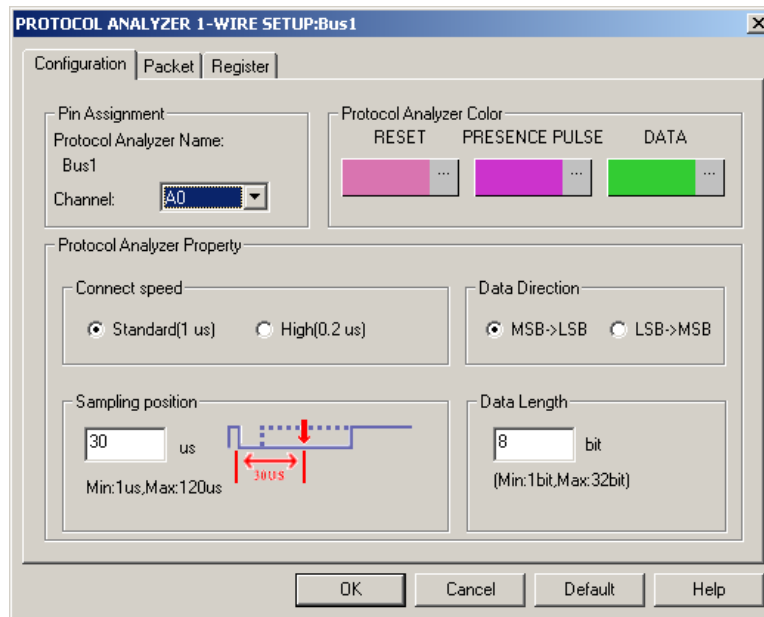 PROTOCOL ANALYZER 1-WIRE SETUP:Bus1
Configuration
Packet
Register
Pin Assignment
Protocol Analyzer Name:
Bus1
Channel:
A0
Protocol Analyzer Color
RESET
PRESENCE PULSE
DATA
...
...
...
Protocol Analyzer Property
Connect speed
Standard(1 us)
High(0.2 us)
Data Direction
MSB->LSB
LSB->MSB
Sampling position
30
us
30US
Min:1us,Max:120us
Data Length
8
bit
(Min:1bit,Max:32bit)
OK
Cancel
Default
Help